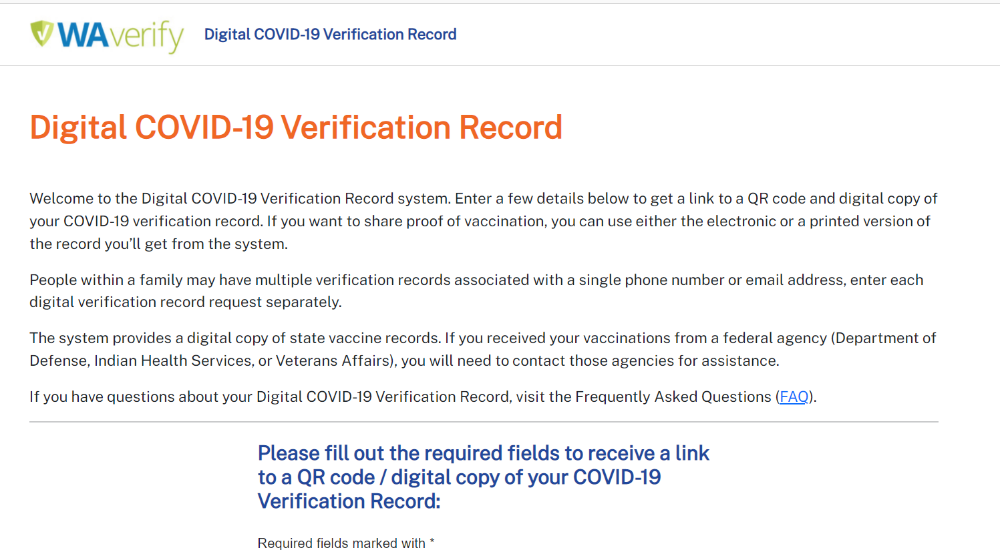 WAverify Digital COVID-19 Verification Record
Digital COVID-19 Verification Record
Welcome to the Digital COVID-19 Verification Record system. Enter a few details below to get a link to a QR code and digital copy of
your COVID-19 verification record. If you want to share proof of vaccination, you can use either the electronic or a printed version of
the record you’ll get from the system.
People within a family may have multiple verification records associated with a single phone number or email address, enter each
digital verification record request separately.
The system provides a digital copy of state vaccine records. If you received your vaccinations from a federal agency (Department of
Defense, Indian Health Services, or Veterans Affairs), you will need to contact those agencies for assistance.
If you have questions about your Digital COVID-19 Verification Record, visit the Frequently Asked Questions (FAQ).
Please fill out the required fields to receive a link
to a QR code / digital copy of your COVID-19
Verification Record:
Required fields marked with *